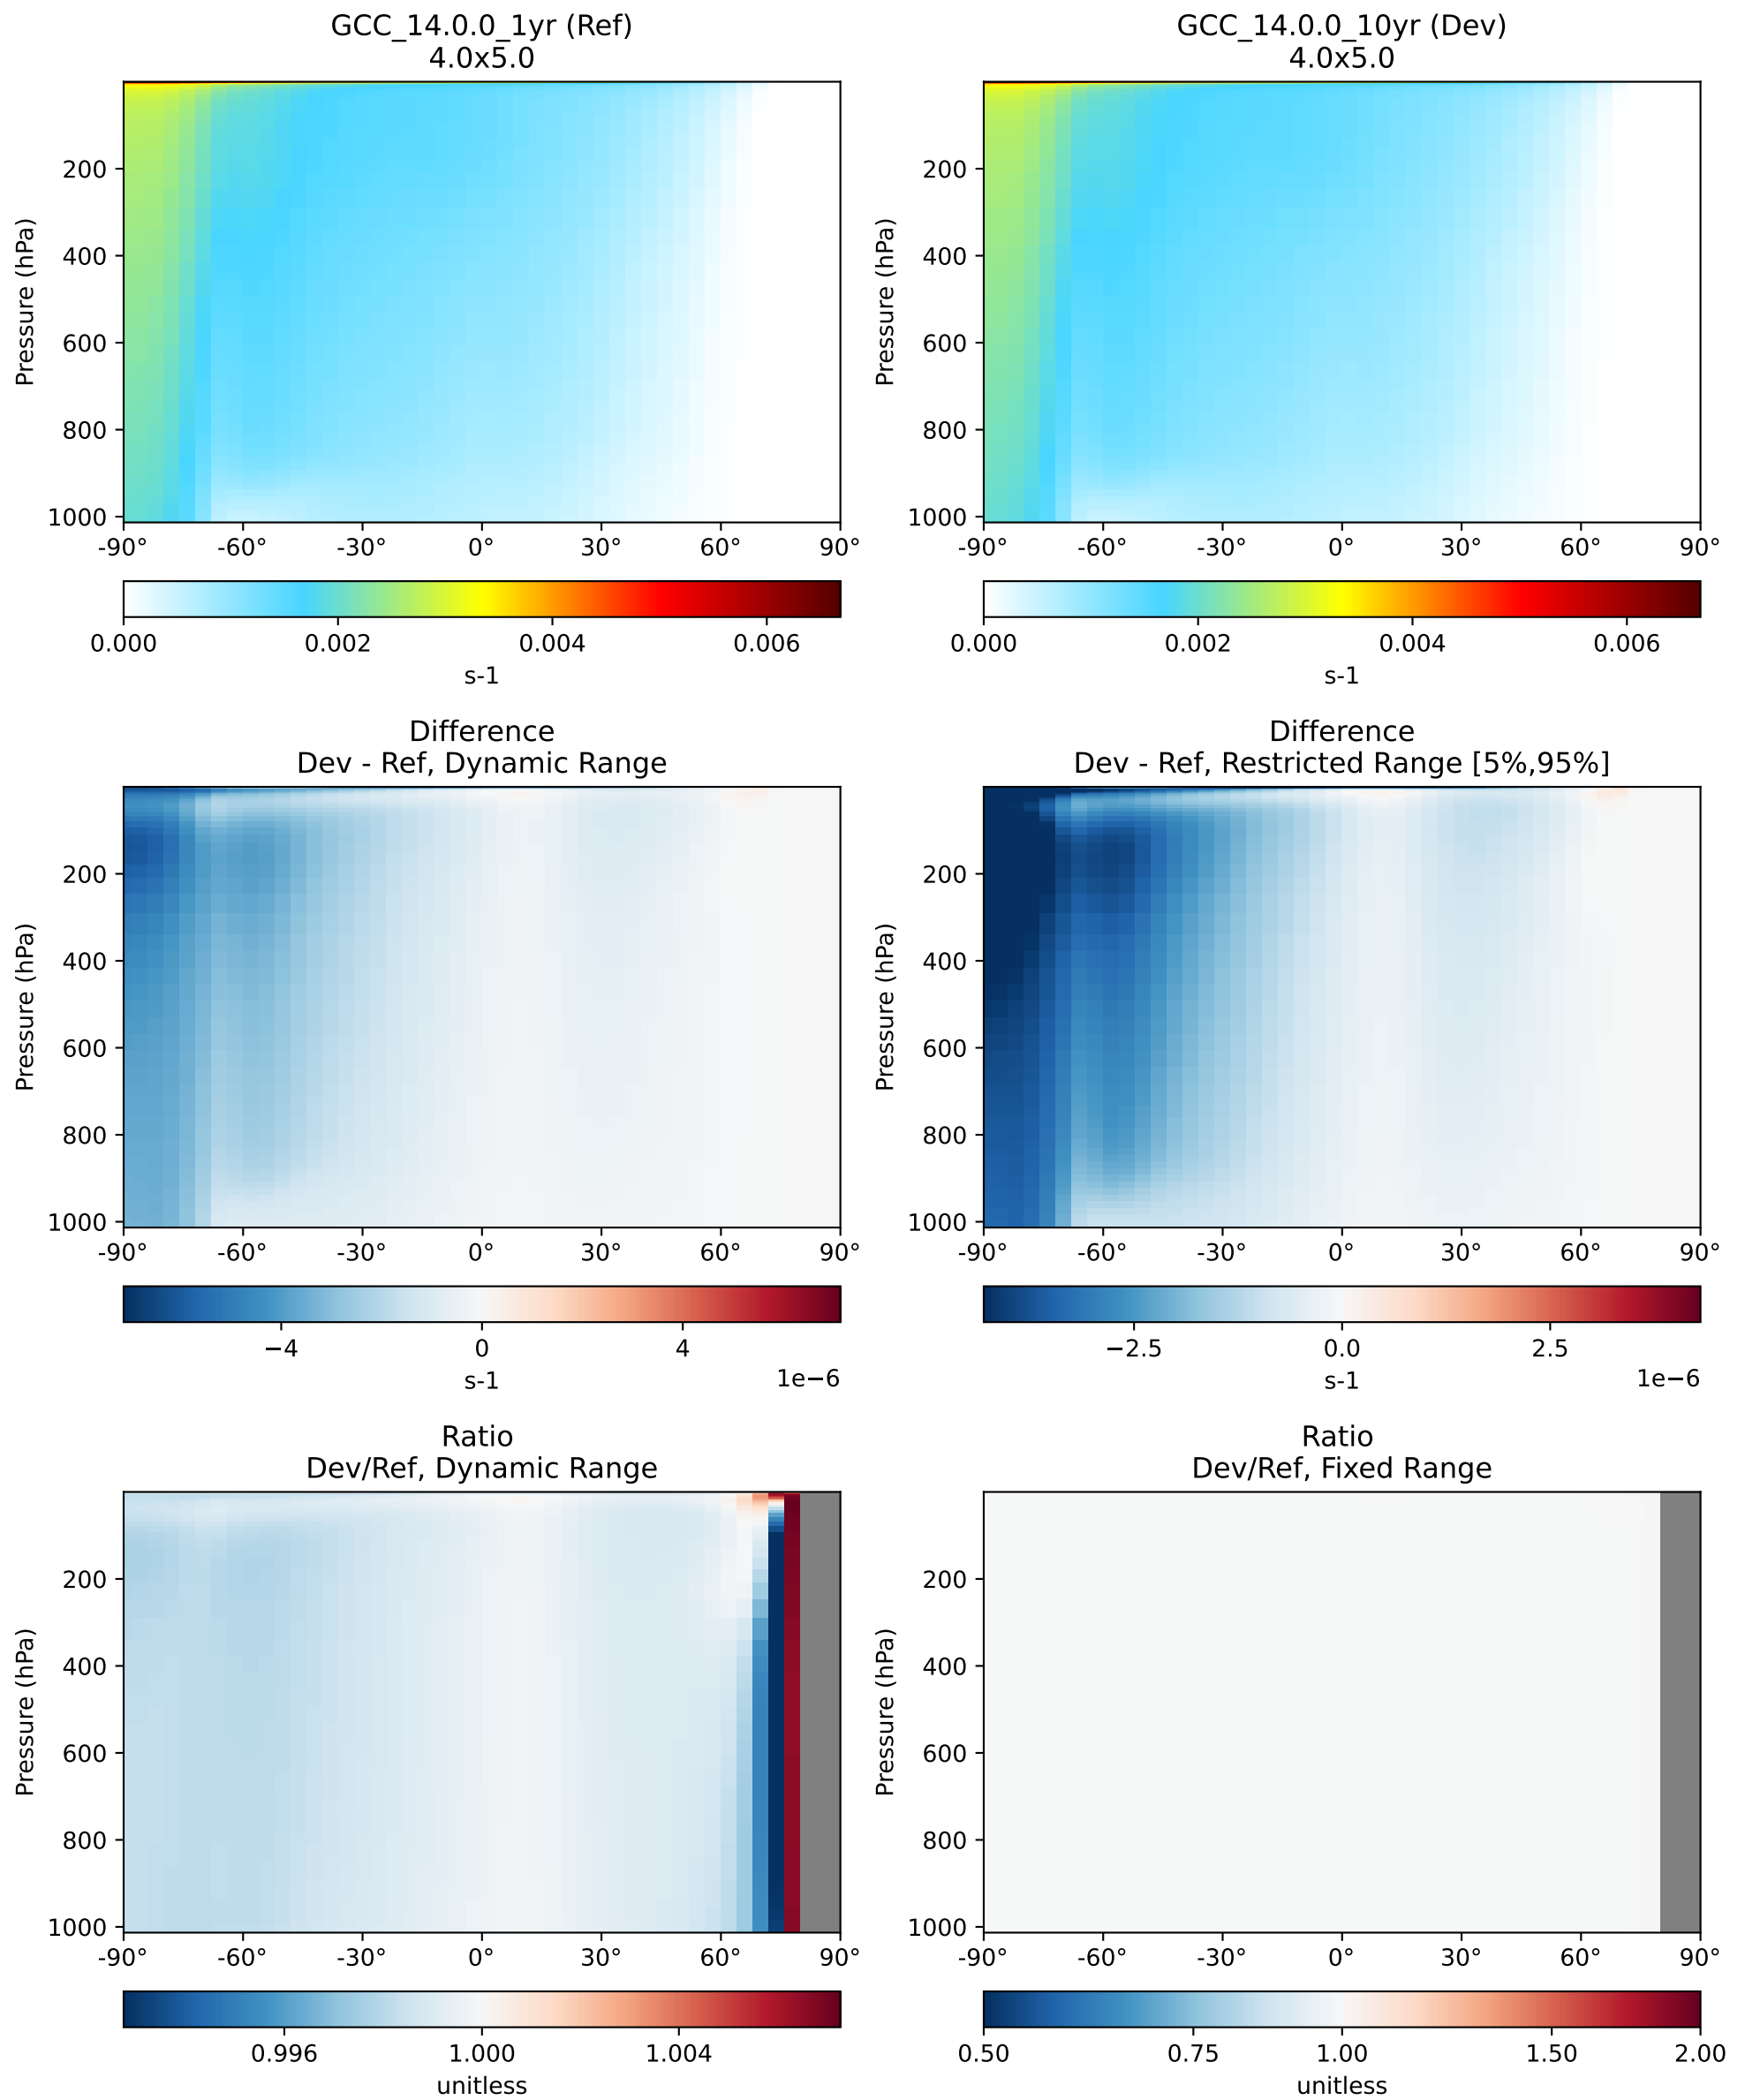 GCC_14.0.0_1yr (Ref)
4.0x5.0
Pressure (hPa)
200
400
600
800
1000
-90° -60° -30° 0° 30° 60° 90°
0.000 0.002 0.004 0.006
s-1
GCC_14.0.0_10yr (Dev)
4.0x5.0
Pressure (hPa)
200
400
600
800
1000
-90° -60° -30° 0° 30° 60° 90°
0.000 0.002 0.004 0.006
s-1
Difference
Dev - Ref, Dynamic Range
Pressure (hPa)
200
400
600
800
1000
-90° -60° -30° 0° 30° 60° 90°
−4 0 4
s-1 1e−6
Difference
Dev - Ref, Restricted Range [5%,95%]
Pressure (hPa)
200
400
600
800
1000
-90° -60° -30° 0° 30° 60° 90°
−2.5 0.0 2.5
s-1 1e−6
Ratio
Dev/Ref, Dynamic Range
Pressure (hPa)
200
400
600
800
1000
-90° -60° -30° 0° 30° 60° 90°
0.996 1.000 1.004
unitless
Ratio
Dev/Ref, Fixed Range
Pressure (hPa)
200
400
600
800
1000
-90° -60° -30° 0° 30° 60° 90°
0.50 0.75 1.00 1.50 2.00
unitless